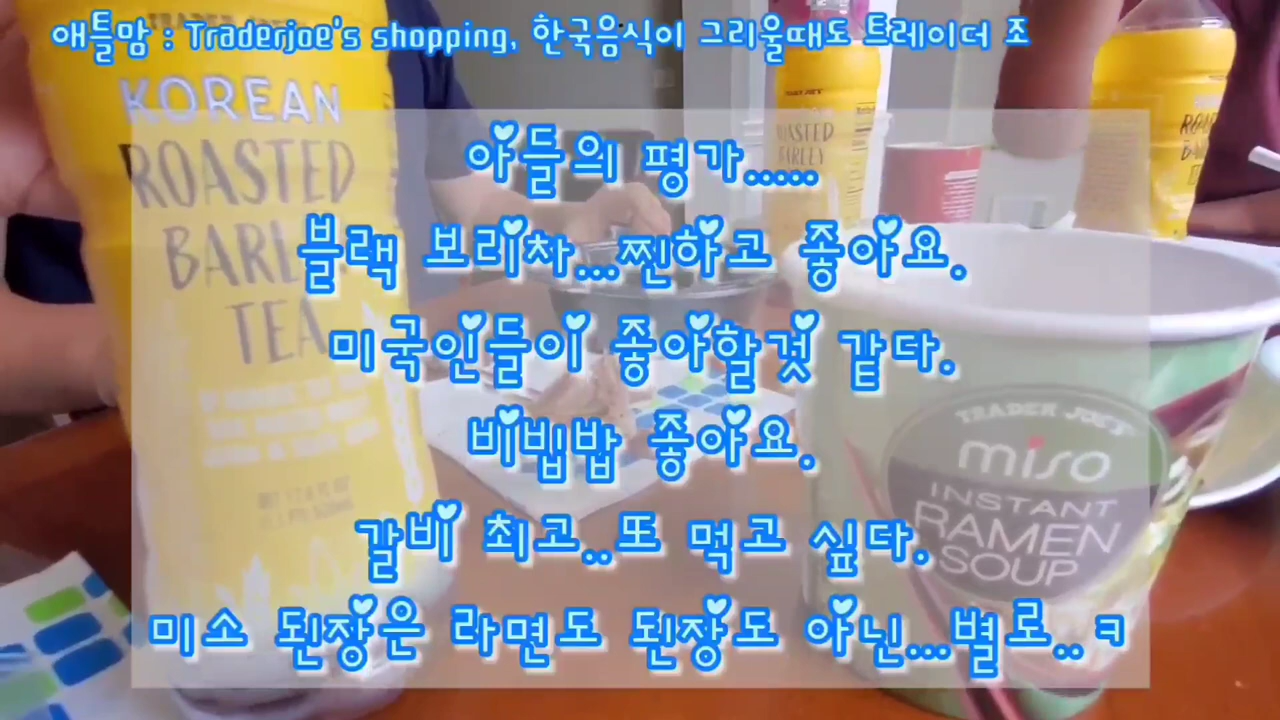 애틀맘 : Traderjoe's shopping, 한국음식이 그리울때도 트레이더 조
KOREAN
ROASTED
BARLEY
TEA
TRADER JOE'S
ROASTED
BARLEY
아들의 평가.....
블랙 보리차...찐하고 좋아요.
미국인들이 좋아할것 같다.
비빔밥 좋아요.
갈비 최고..또 먹고 싶다.
미소 된장은 라면도 된장도 아닌...별로..ㅋ
TRADER JOE'S
miso
INSTANT
RAMEN
SOUP